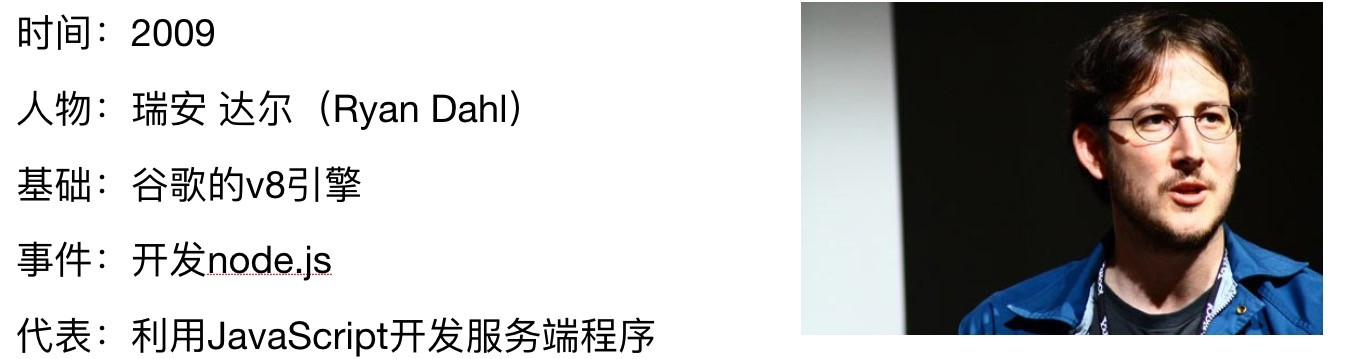 时间：2009
人物：瑞安 达尔（Ryan Dahl）
基础：谷歌的v8引擎
事件：开发node.js
代表：利用JavaScript开发服务端程序